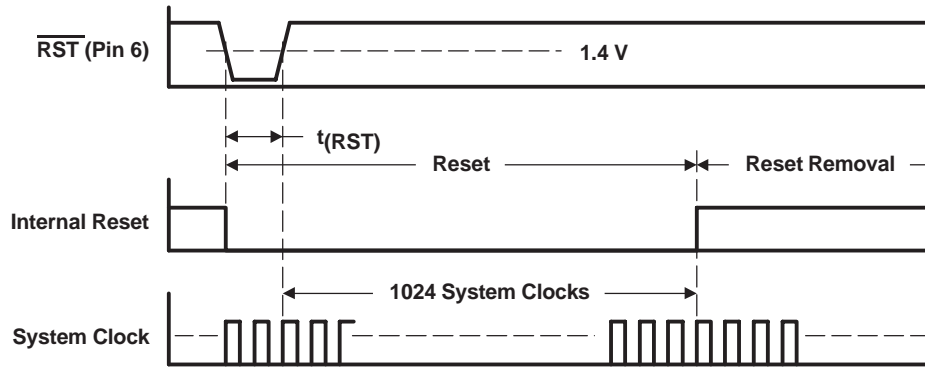 RST (Pin 6)
1.4 V
t(RST)
Reset
Reset Removal
Internal Reset
1024 System Clocks
System Clock